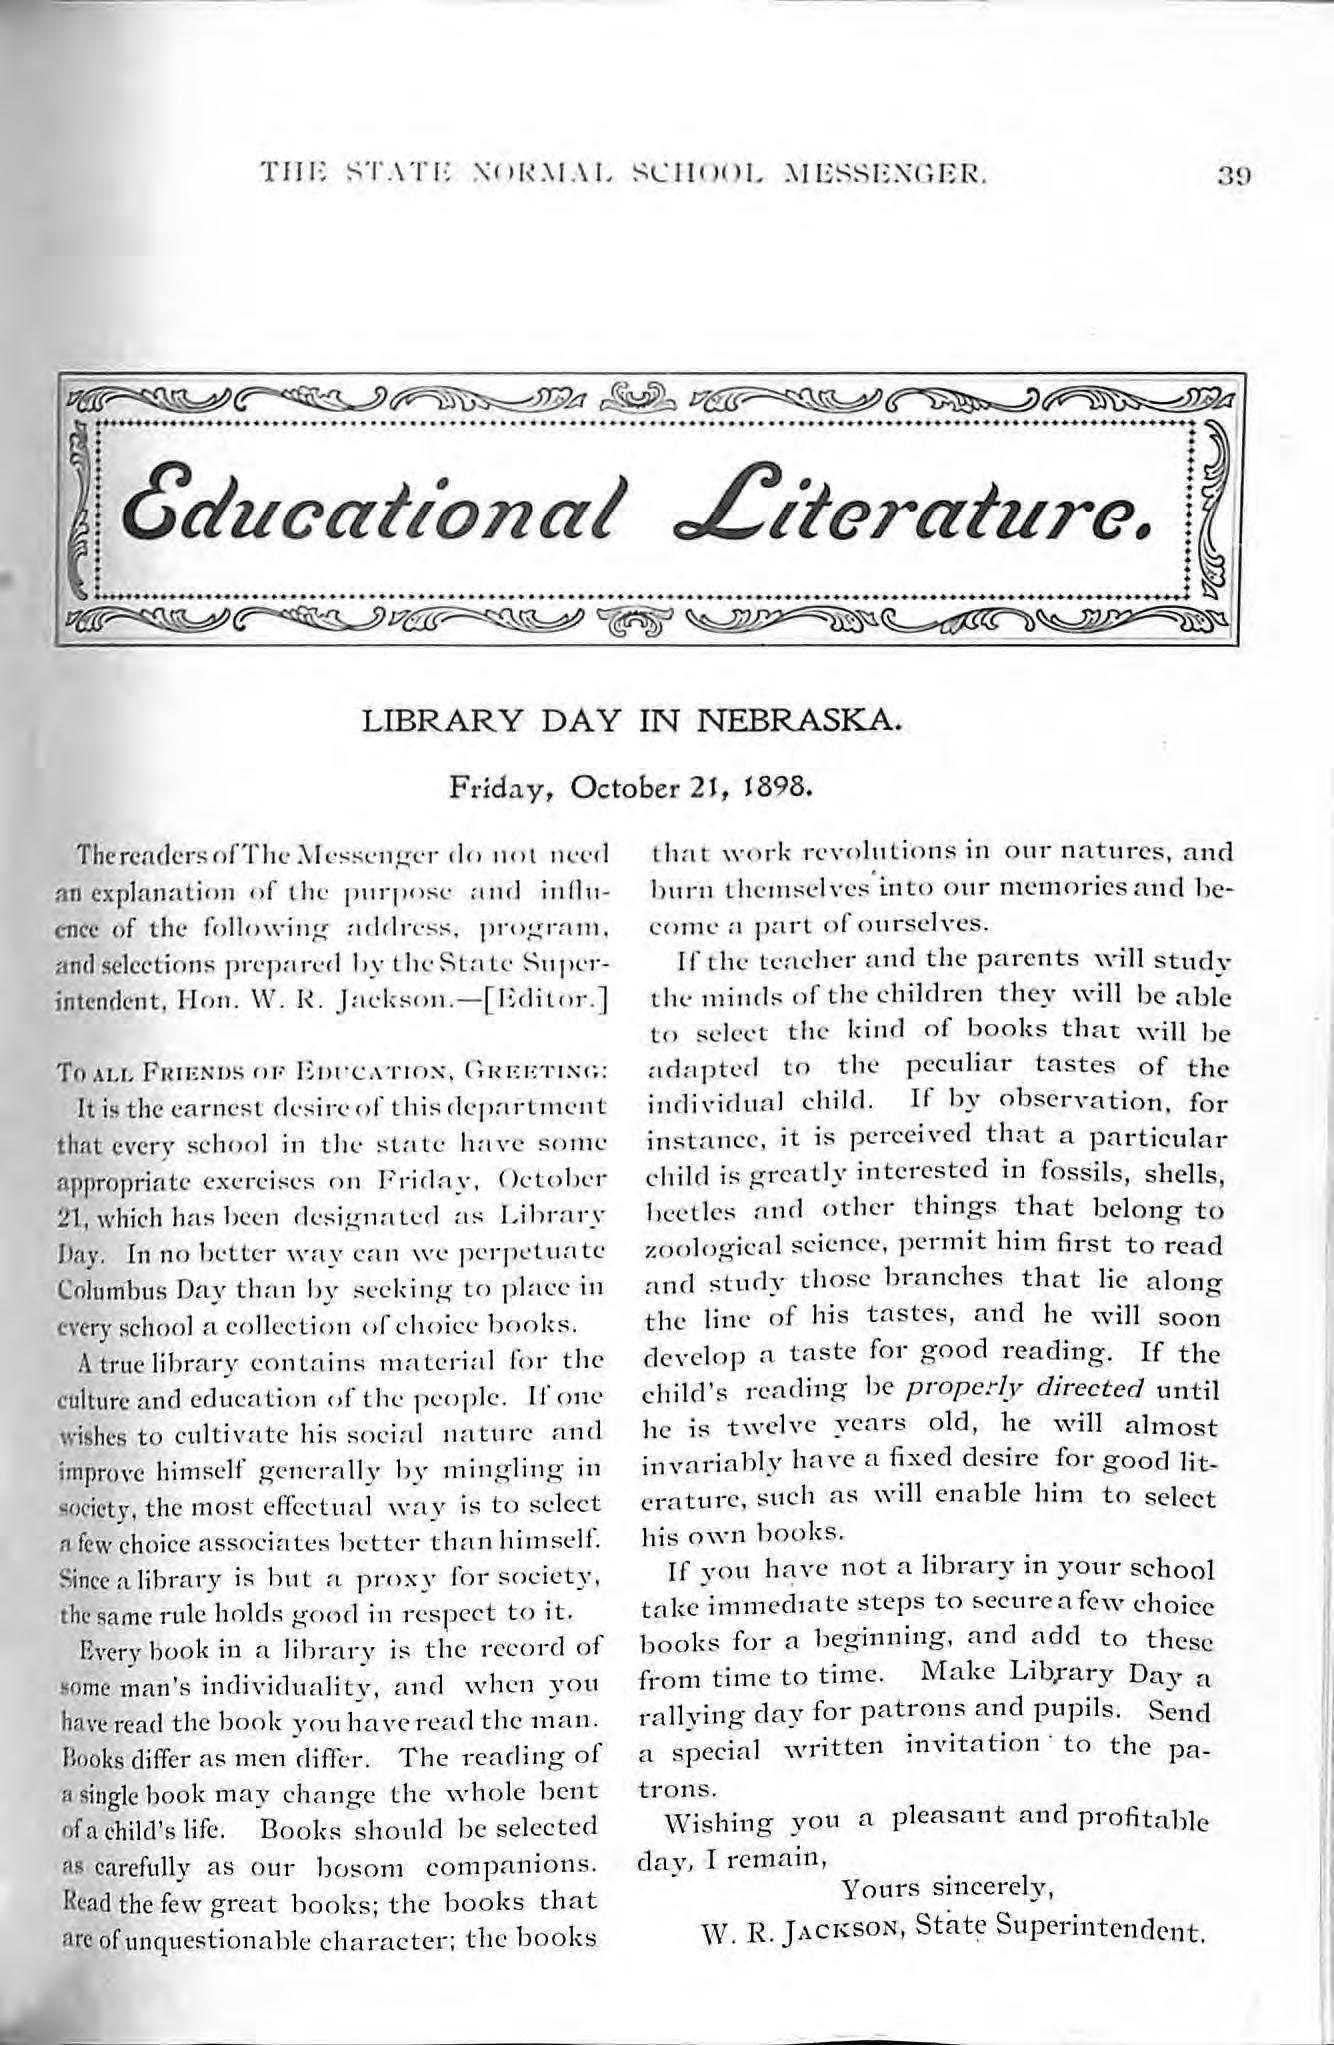 THE STATE NORMAL SCHOOL MESSENGER. 39
Educational Literature.
LIBRARY DAY IN NEBRASKA.
Friday, October 21, 1898.
The readers of The Messenger do not need
an explanation of the purpose and influ-
ence of the following address, program,
and selections prepared by the State Super-
intendent, Hon. W. R. Jackson.—[Editor.]
TO ALL FRIENDS OF EDUCATION, GREETING:
It is the earnest desire of this department
that every school in the state have some
appropriate exercises on Friday, October
21, which has been designated as Library
Day. In no better way can we perpetuate
Columbus Day than by seeking to place in
every school a collection of choice books.
A true library contains material for the
culture and education of the people. If one
wishes to cultivate his social nature and
improve himself generally by mingling in
society, the most effectual way is to select
a few choice associates better than himself.
Since a library is but a proxy for society,
the same rule holds good in respect to it.
Every book in a library is the record of
some man's individuality, and when you
have read the book you have read the man.
Books differ as men differ. The reading of
a single book may change the whole bent
of a child's life. Books should be selected
as carefully as our bosom companions.
Read the few great books; the books that
are of unquestionable character; the books
that work revolutions in our natures, and
burn themselves into our memories and be-
come a part of ourselves.
If the teacher and the parents will study
the minds of the children they will be able
to select the kind of books that will be
adapted to the peculiar tastes of the
individual child. If by observation, for
instance, it is perceived that a particular
child is greatly interested in fossils, shells,
beetles and other things that belong to
zoological science, permit him first to read
and study those branches that lie along
the line of his tastes, and he will soon
develop a taste for good reading. If the
child's reading be properly directed until
he is twelve years old, he will almost
invariably have a fixed desire for good lit-
erature, such as will enable him to select
his own books.
If you have not a library in your school
take immediate steps to secure a few choice
books for a beginning, and add to these
from time to time. Make Library Day a
rallying day for patrons and pupils. Send
a special written invitation to the pa-
trons.
Wishing you a pleasant and profitable
day, I remain,
Yours sincerely,
W. R. JACKSON, State Superintendent.